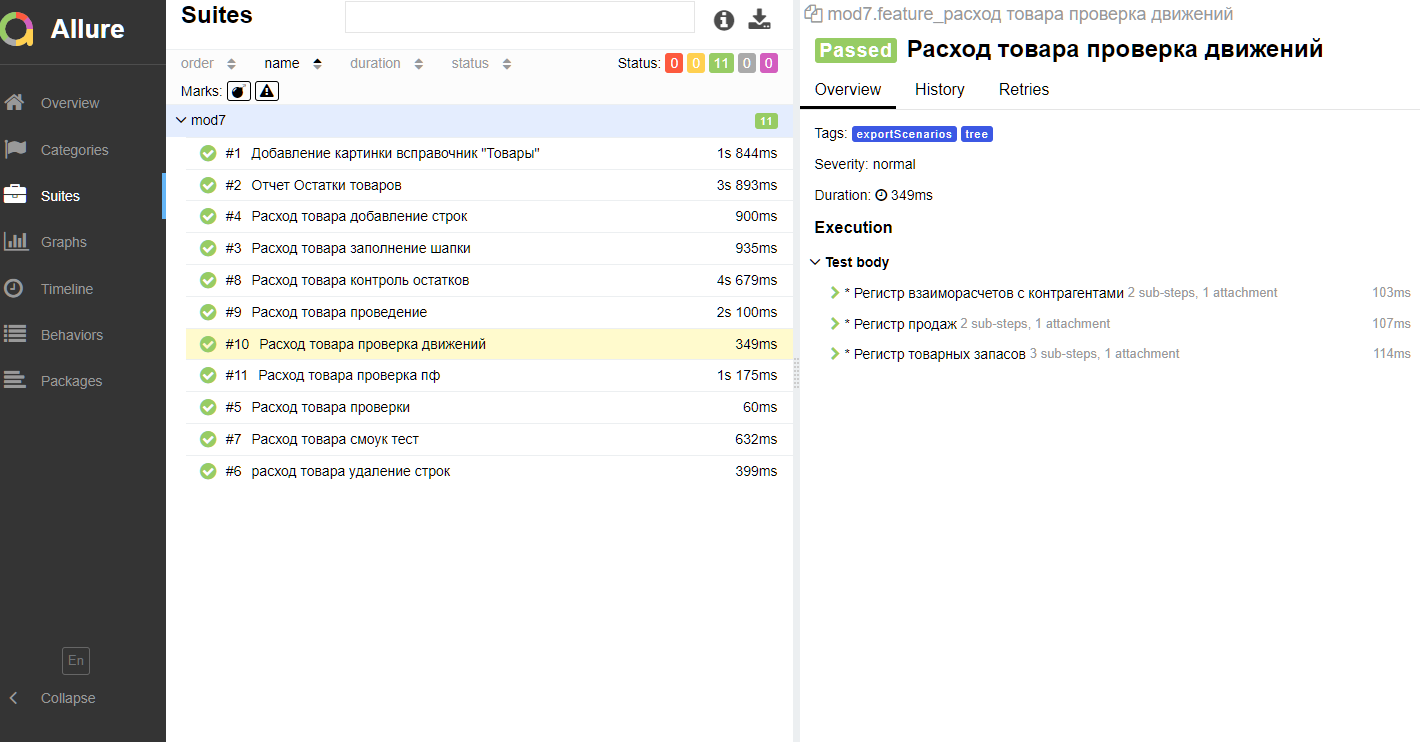 Allure
Overview
Categories
Suites
Graphs
Timeline
Behaviors
Packages
En
Collapse
Suites
order name duration status Status: 0 0 11 0 0
Marks:
mod7 11
#1 Добавление картинки всправочник "Товары" 1s 844ms
#2 Отчет Остатки товаров 3s 893ms
#4 Расход товара добавление строк 900ms
#3 Расход товара заполнение шапки 935ms
#8 Расход товара контроль остатков 4s 679ms
#9 Расход товара проведение 2s 100ms
#10 Расход товара проверка движений 349ms
#11 Расход товара проверка пф 1s 175ms
#5 Расход товара проверки 60ms
#7 Расход товара смоук тест 632ms
#6 расход товара удаление строк 399ms
mod7.feature_расход товара проверка движений
Passed Расход товара проверка движений
Overview History Retries
Tags: exportScenarios tree
Severity: normal
Duration: 349ms
Execution
Test body
* Регистр взаиморасчетов с контрагентами 2 sub-steps, 1 attachment 103ms
* Регистр продаж 2 sub-steps, 1 attachment 107ms
* Регистр товарных запасов 3 sub-steps, 1 attachment 114ms